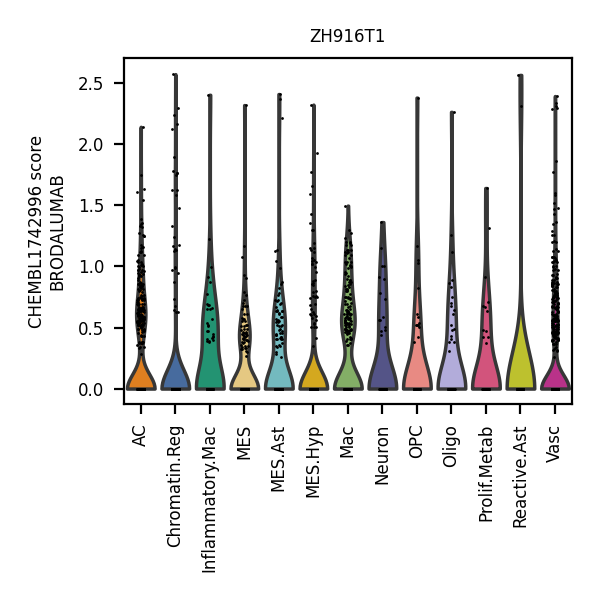 ZH916T1
CHEMBL1742996 score
BRODALUMAB
2.5
2.0
1.5
1.0
0.5
0.0
AC
Chromatin.Reg
Inflammatory.Mac
MES
MES.Ast
MES.Hyp
Mac
Neuron
OPC
Oligo
Prolif.Metab
Reactive.Ast
Vasc